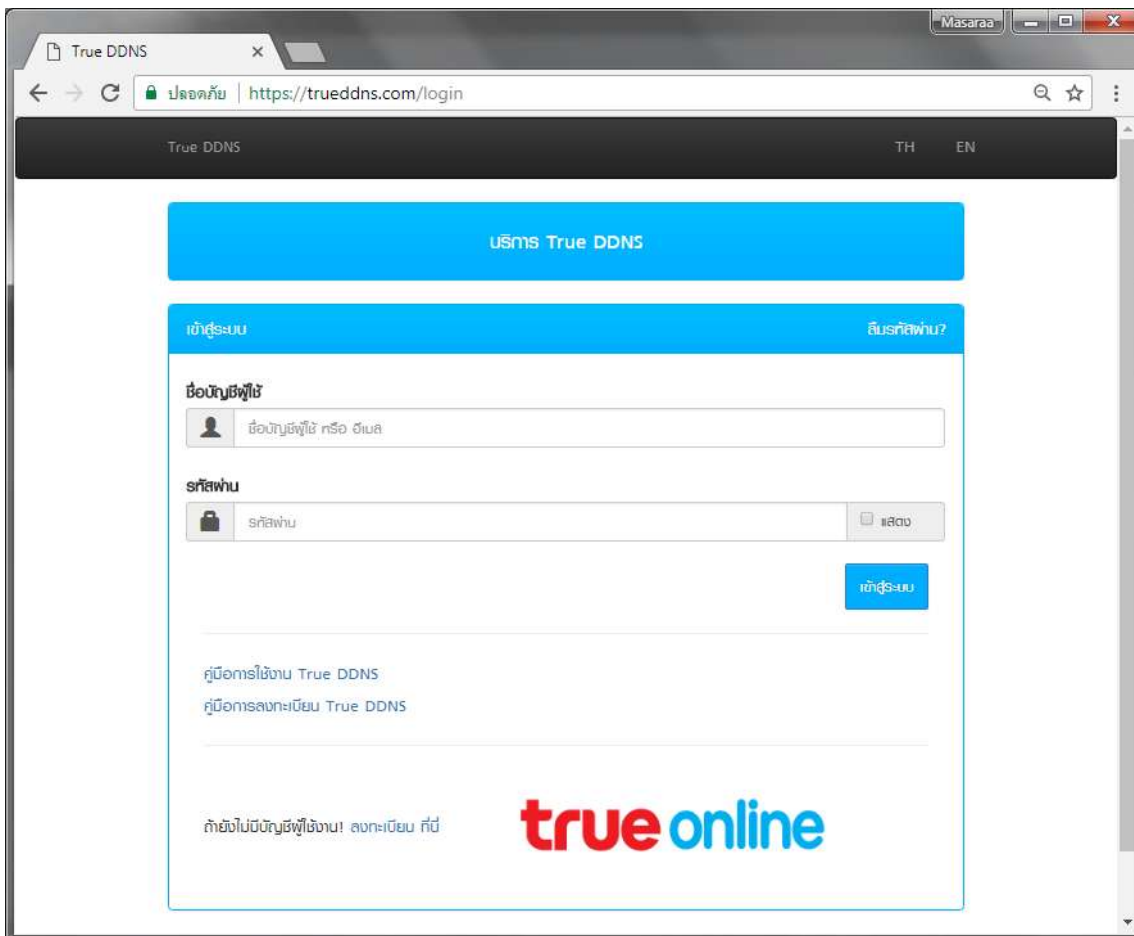 Masaraa
True DDNS
ปลอดภัย | https://trueddns.com/login
True DDNS TH EN
บริการ True DDNS
เข้าสู่ระบบ ลืมรหัสผ่าน?
ชื่อบัญชีผู้ใช้
ชื่อบัญชีผู้ใช้ หรือ อีเมล
รหัสผ่าน
รหัสผ่าน แสดง
เข้าสู่ระบบ
คู่มือการใช้งาน True DDNS
คู่มือการลงทะเบียน True DDNS
ถ้ายังไม่มีบัญชีผู้ใช้งาน! ลงทะเบียน ที่นี่
true online